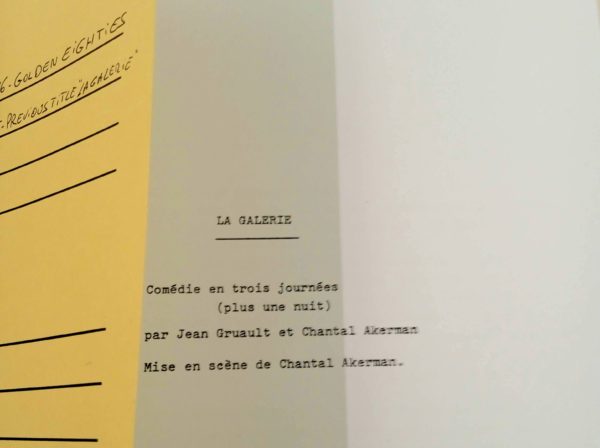 6-GOLDEN EIGHTIES
-PREVIOUS TITLE "LA GALERIE"
LA GALERIE
Comédie en trois journées
(plus une nuit)
par Jean Gruault et Chantal Akerman
Mise en scène de Chantal Akerman.